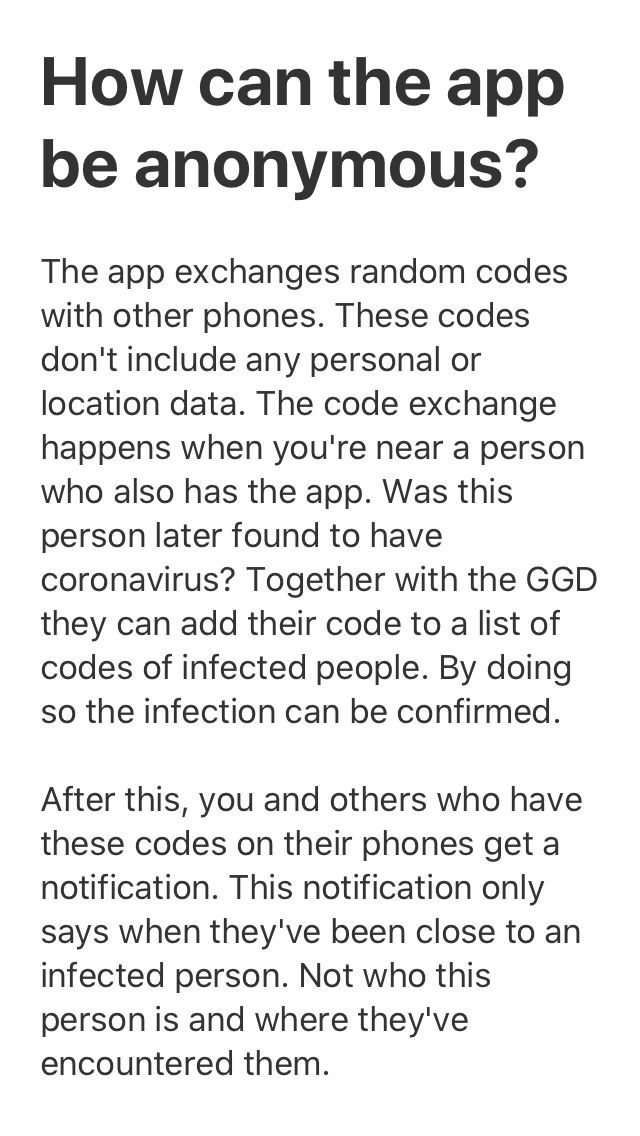 How can the app
be anonymous?
The app exchanges random codes
with other phones. These codes
don't include any personal or
location data. The code exchange
happens when you're near a person
who also has the app. Was this
person later found to have
coronavirus? Together with the GGD
they can add their code to a list of
codes of infected people. By doing
so the infection can be confirmed.
After this, you and others who have
these codes on their phones get a
notification. This notification only
says when they've been close to an
infected person. Not who this
person is and where they've
encountered them.